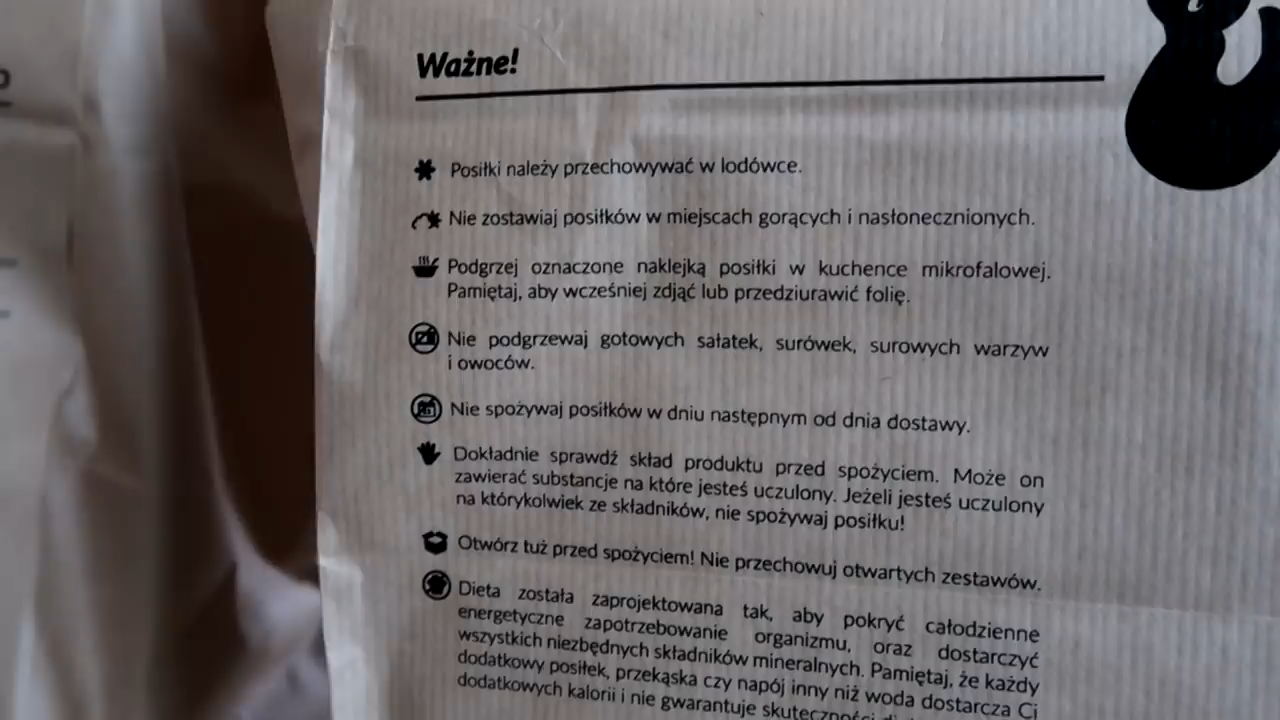 Ważne!
Posiłki należy przechowywać w lodówce.
Nie zostawiaj posiłków w miejscach gorących i nasłonecznionych.
Podgrzej oznaczone naklejką posiłki w kuchence mikrofalowej.
Pamiętaj, aby wcześniej zdjąć lub przedziurawić folię.
Nie podgrzewaj gotowych sałatek, surówek, surowych warzyw
i owoców.
Nie spożywaj posiłków w dniu następnym od dnia dostawy.
Dokładnie sprawdź skład produktu przed spożyciem. Może on
zawierać substancje na które jesteś uczulony. Jeżeli jesteś uczulony
na którykolwiek ze składników, nie spożywaj posiłku!
Otwórz tuż przed spożyciem! Nie przechowuj otwartych zestawów.
Dieta została zaprojektowana tak, aby pokryć całodzienne
energetyczne zapotrzebowanie organizmu, oraz dostarczyć
wszystkich niezbędnych składników mineralnych. Pamiętaj, że każdy
dodatkowy posiłek, przekąska czy napój inny niż woda dostarcza Ci
dodatkowych kalorii i nie gwarantuje skuteczności